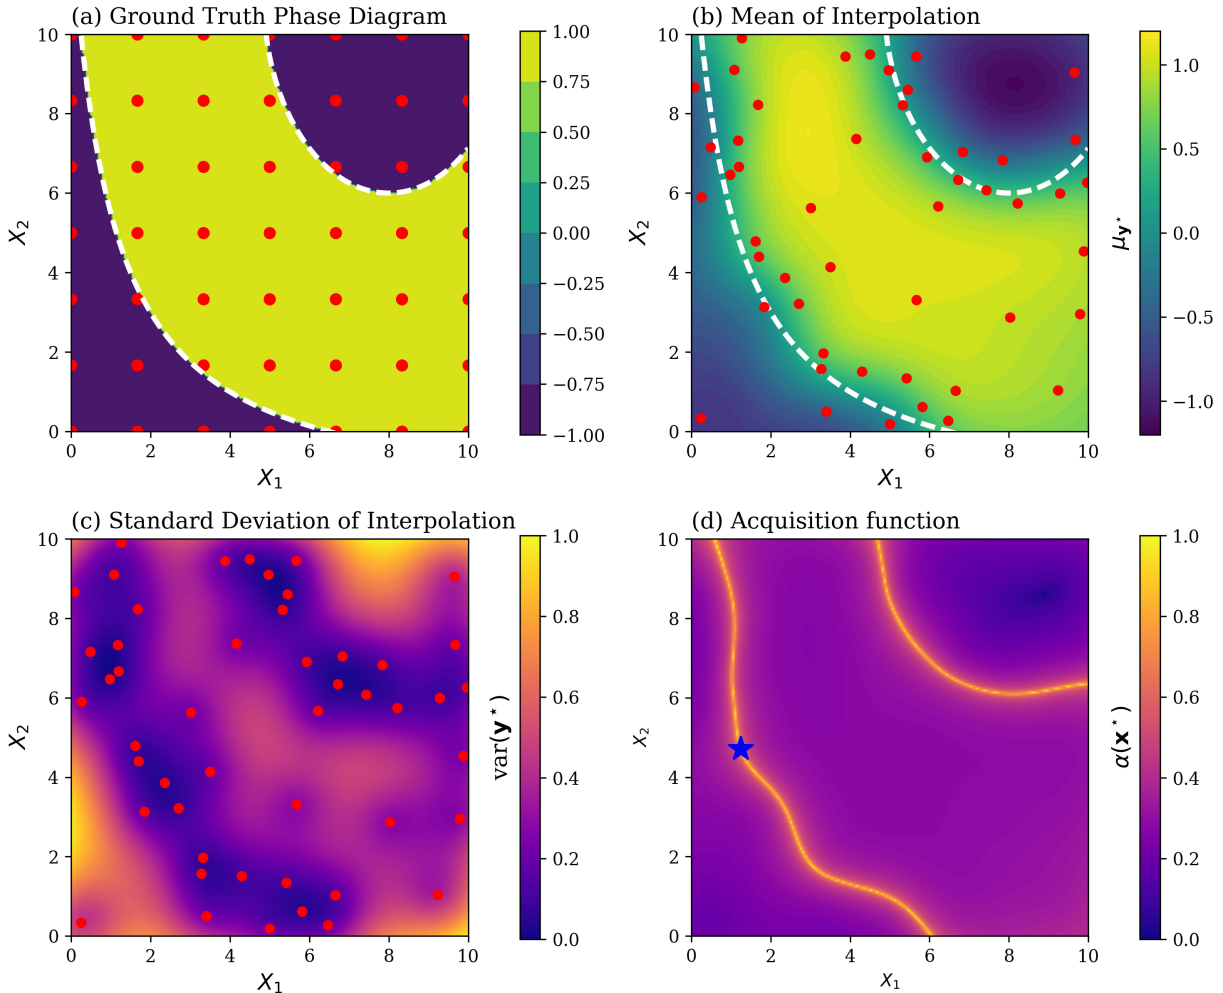 (a) Ground Truth Phase Diagram
10
8
6
4
2
0
X2
0 2 4 6 8 10
X1
1.00
0.75
0.50
0.25
0.00
−0.25
−0.50
−0.75
−1.00
(b) Mean of Interpolation
10
8
6
4
2
0
X2
0 2 4 6 8 10
X1
1.0
0.5
0.0
−0.5
−1.0
μy⋆
(c) Standard Deviation of Interpolation
10
8
6
4
2
0
X2
0 2 4 6 8 10
X1
1.0
0.8
0.6
0.4
0.2
0.0
var(y⋆)
(d) Acquisition function
10
8
6
4
2
0
X2
0 2 4 6 8 10
X1
1.0
0.8
0.6
0.4
0.2
0.0
α(x⋆)